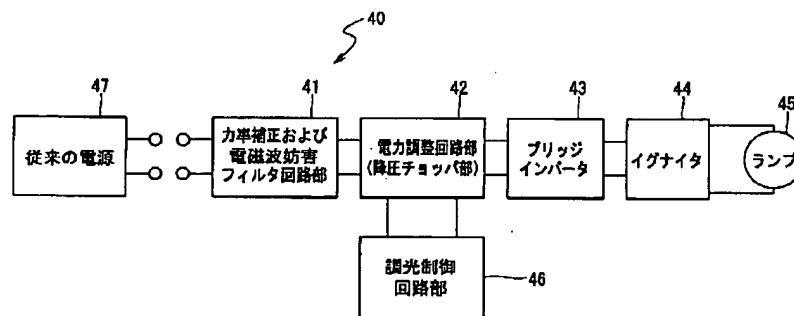 40
47
41
42
43
44
45
従来の電源
力率補正および
電磁波妨害
フィルタ回路部
電力調整回路部
(降圧チョッパ部)
ブリッジ
インバータ
イグナイタ
ランプ
調光制御
回路部
46